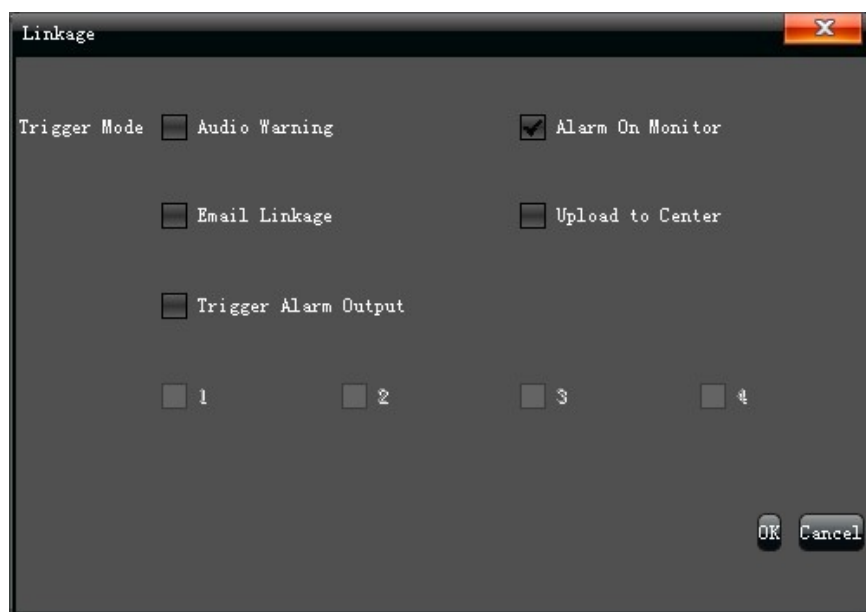 Linkage
Trigger Mode Audio Warning Alarm On Monitor
Email Linkage Upload to Center
Trigger Alarm Output
1 2 3 4
OK Cancel